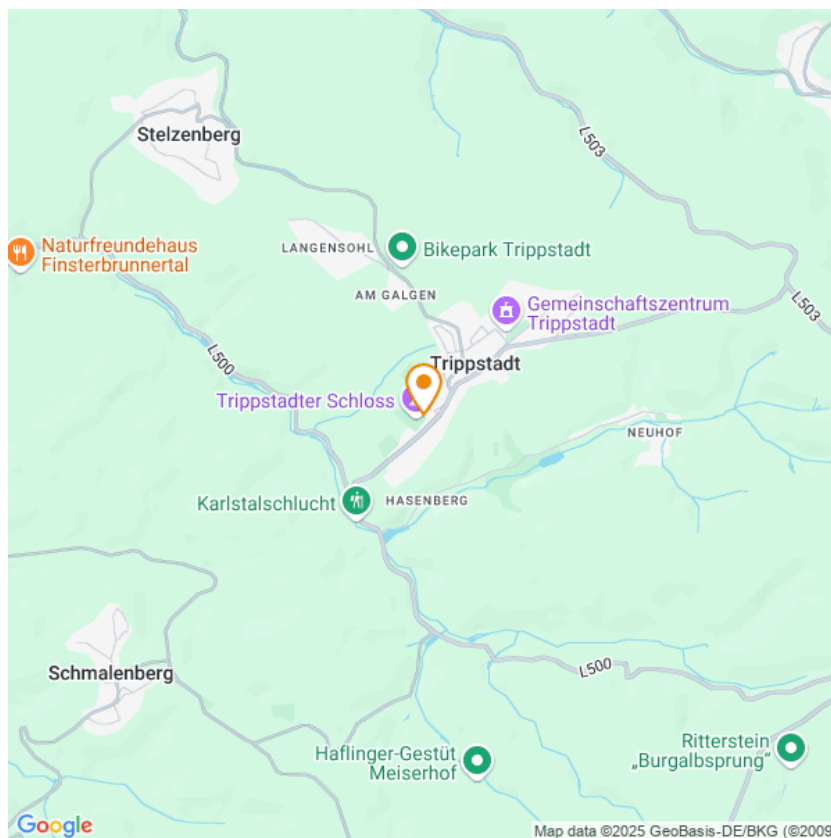 L503
Stelzenberg
Naturfreundehaus
Finsterbrunnertal
LANGENSOHL
Bikepark Trippstadt
AM GALGEN
Gemeinschaftszentrum
Trippstadt
L503
L500
Trippstadt
Trippstadter Schloss
NEUHOF
Karlstalschlucht
HASENBERG
Schmalenberg
L500
Haflinger-Gestüt
Meiserhof
Ritterstein
„Burgalbsprung“
Google
Map data ©2025 GeoBasis-DE/BKG (©2009